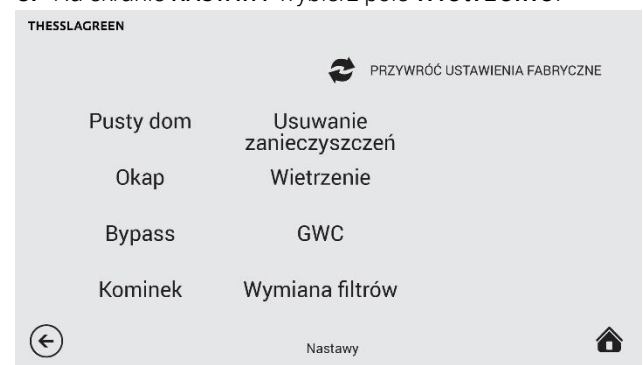 THESSLAGREEN
PRZYWRÓĆ USTAWIENIA FABRYCZNE
Pusty dom
Usuwanie
zanieczyszczeń
Okap
Wietrzenie
Bypass
GWC
Kominek
Wymiana filtrów
Nastawy